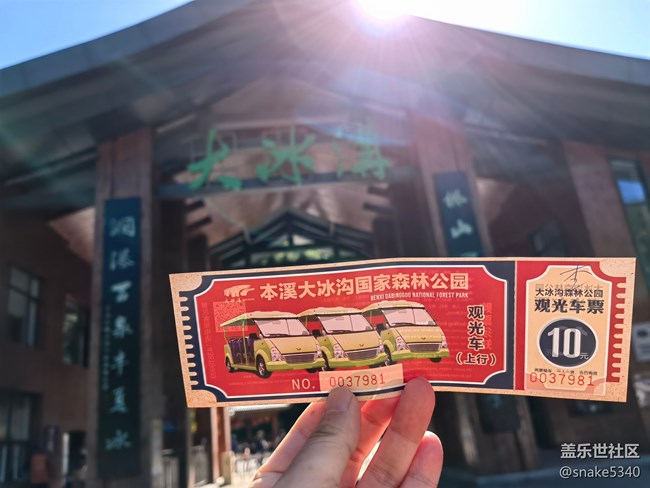 大冰沟
本溪大冰沟国家森林公园
BENXI DABINGGOU NATIONAL FOREST PARK
观光车
（上行）
NO. 0037981
大冰沟森林公园
观光车票
10元
0037981
盖乐世社区
@snake5340